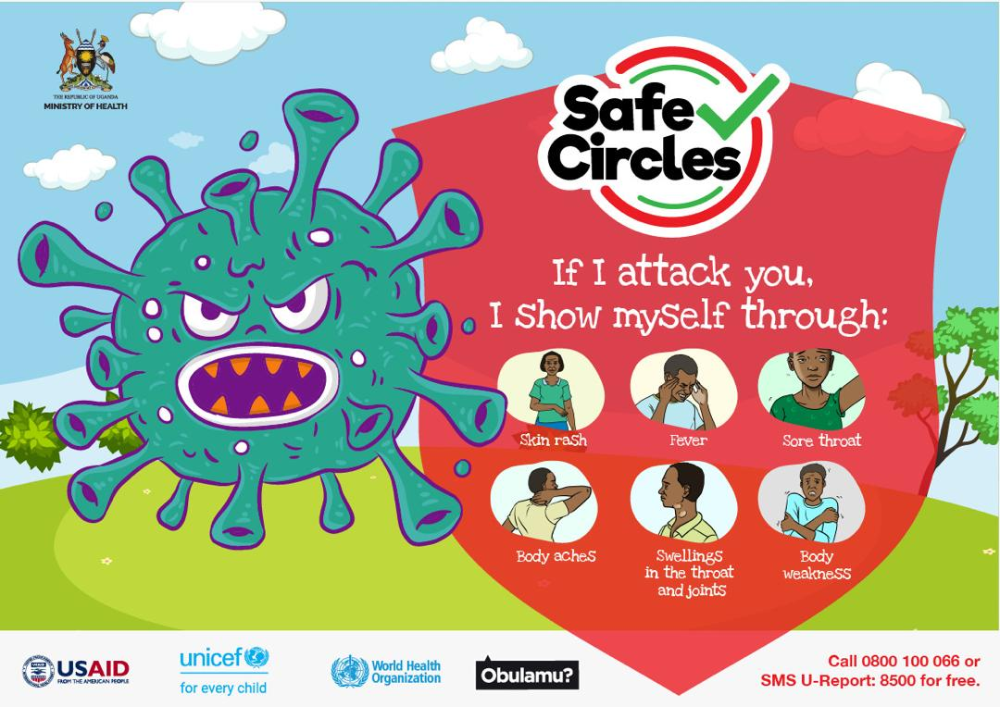 THE REPUBLIC OF UGANDA
MINISTRY OF HEALTH
Safe
Circles
If I attack you,
I show myself through:
Skin rash
Fever
Sore throat
Body aches
Swellings
in the throat
and joints
Body
weakness
USAID
FROM THE AMERICAN PEOPLE
unicef
for every child
World Health
Organization
Obulamu?
Call 0800 100 066 or
SMS U-Report: 8500 for free.